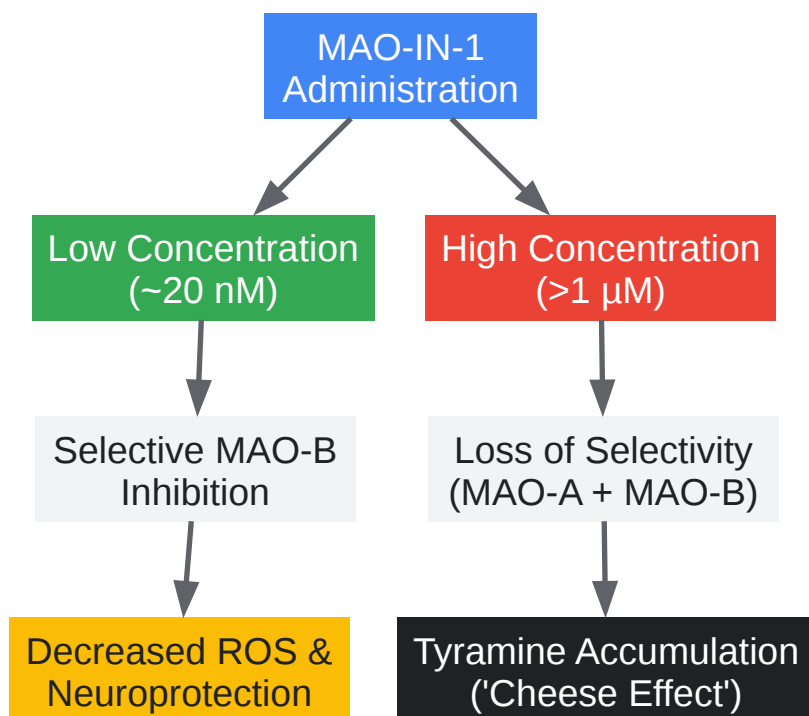 MAO-IN-1
Administration
Low Concentration
(~20 nM)
High Concentration
(>1 µM)
Selective MAO-B
Inhibition
Loss of Selectivity
(MAO-A + MAO-B)
Decreased ROS &
Neuroprotection
Tyramine Accumulation
('Cheese Effect')